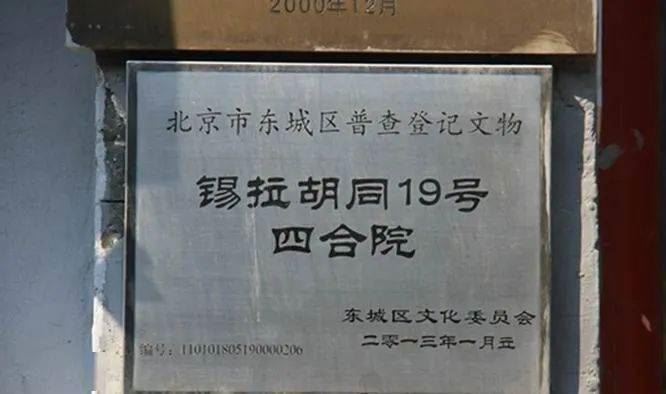 2000年12月
北京市东城区普查登记文物
锡拉胡同19号
四合院
东城区文化委员会
二零一三年一月立
编号：110101805190000206